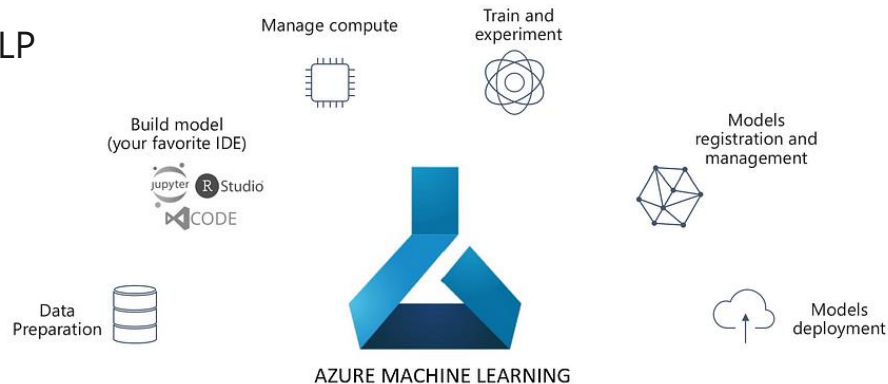 LP
Manage compute
Train and
experiment
Build model
(your favorite IDE)
jupyter
R Studio
CODE
Models
registration and
management
Data
Preparation
Models
deployment
AZURE MACHINE LEARNING